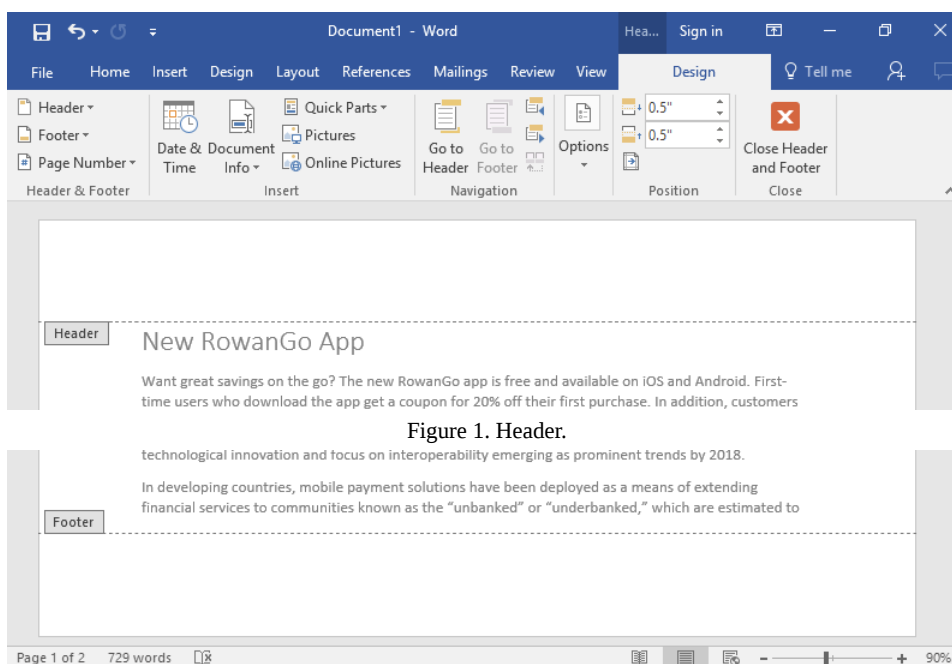 Document1 - Word Hea... Sign in
File Home Insert Design Layout References Mailings Review View Design Tell me
Header Quick Parts 0.5"
Footer Pictures 0.5"
Page Number Date & Time Document Info Online Pictures Go to Header Go to Footer Options Close Header and Footer
Header & Footer Insert Navigation Position Close
Header
New RowanGo App
Want great savings on the go? The new RowanGo app is free and available on iOS and Android. First-
time users who download the app get a coupon for 20% off their first purchase. In addition, customers
Figure 1. Header.
technological innovation and focus on interoperability emerging as prominent trends by 2018.
In developing countries, mobile payment solutions have been deployed as a means of extending
financial services to communities known as the “unbanked” or “underbanked,” which are estimated to
Footer
Page 1 of 2 729 words 90%